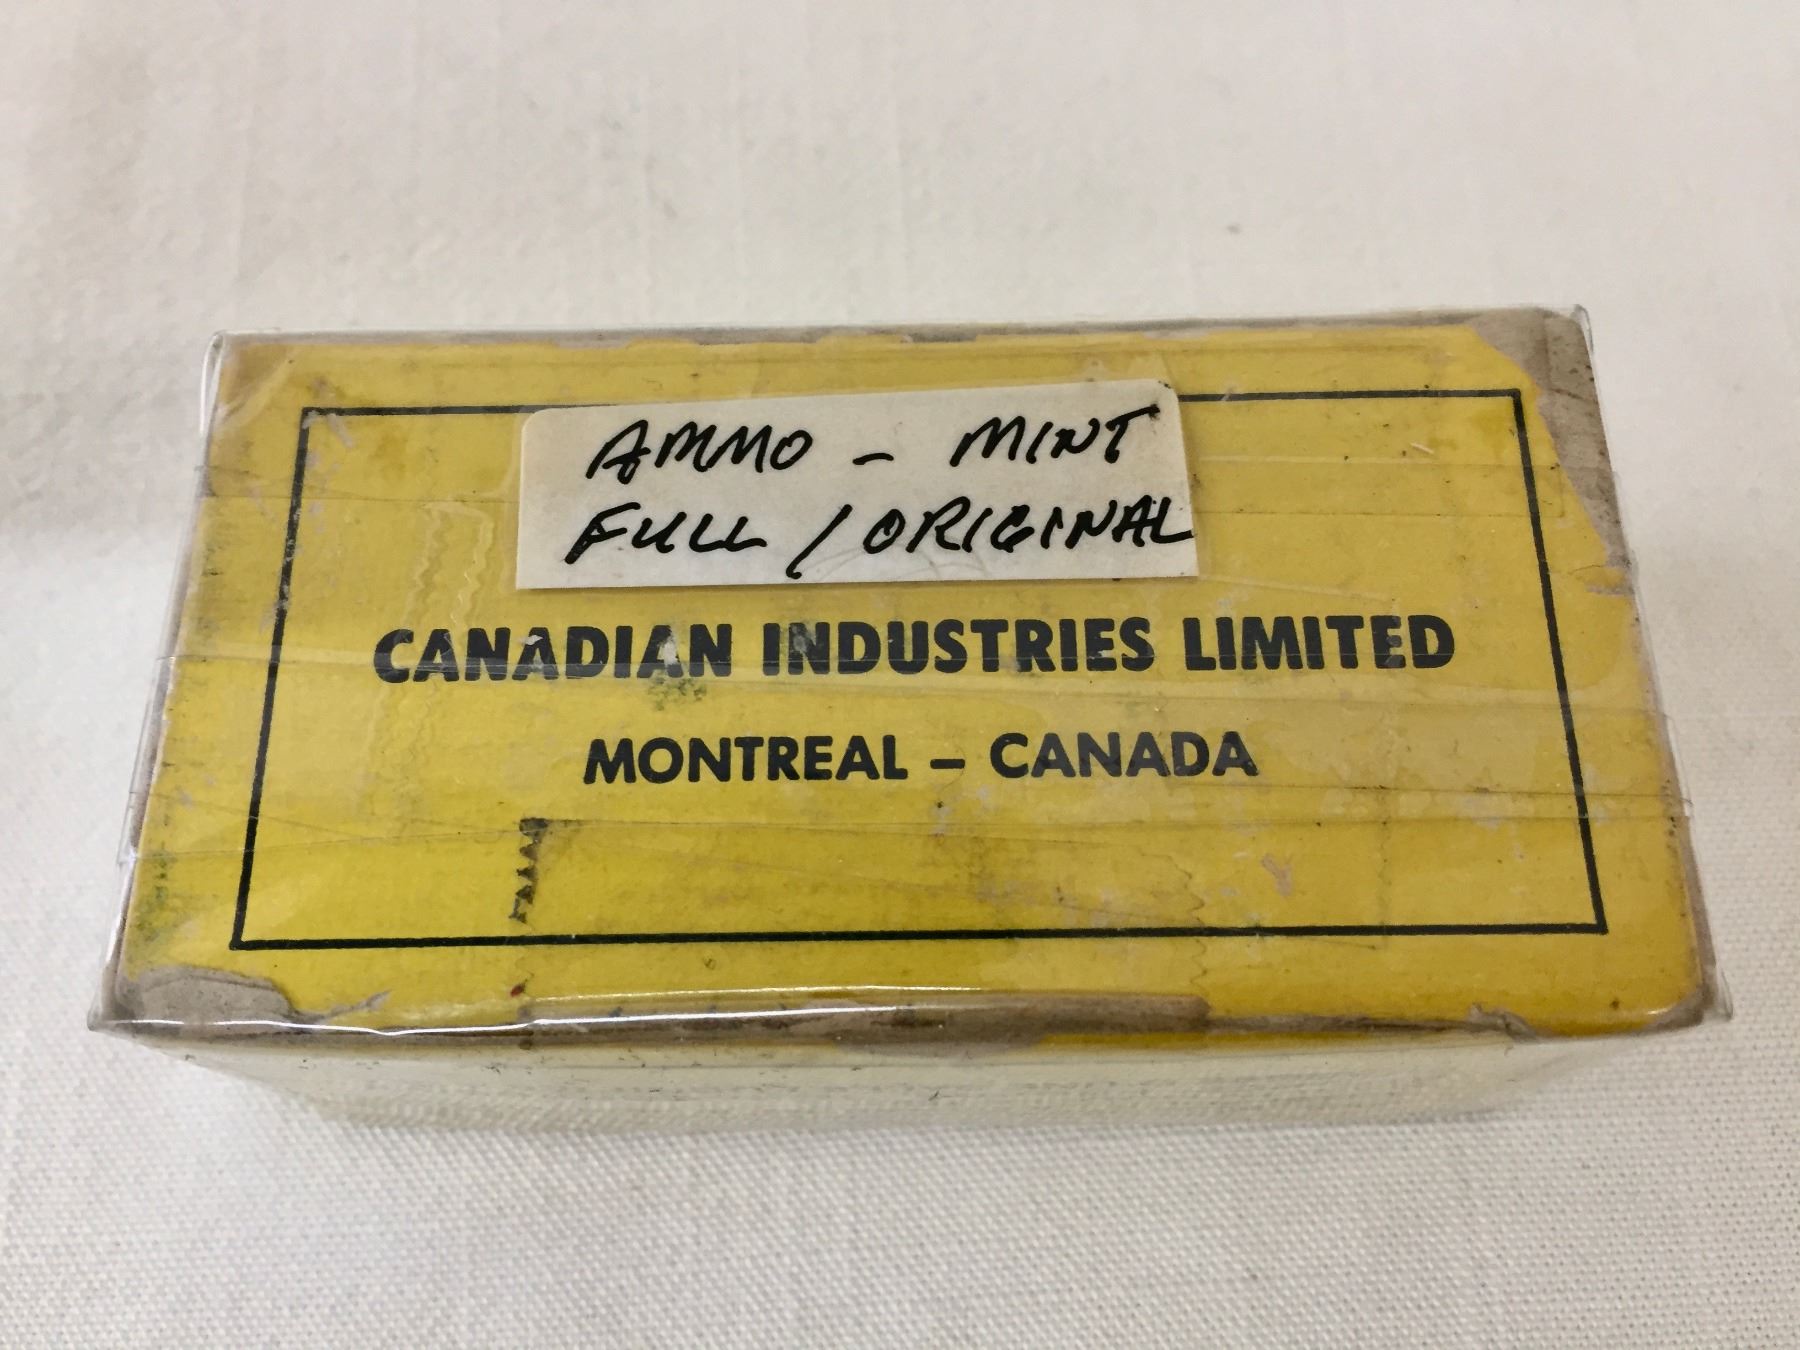 AMMO - MINT
FULL / ORIGINAL
CANADIAN INDUSTRIES LIMITED
MONTREAL – CANADA